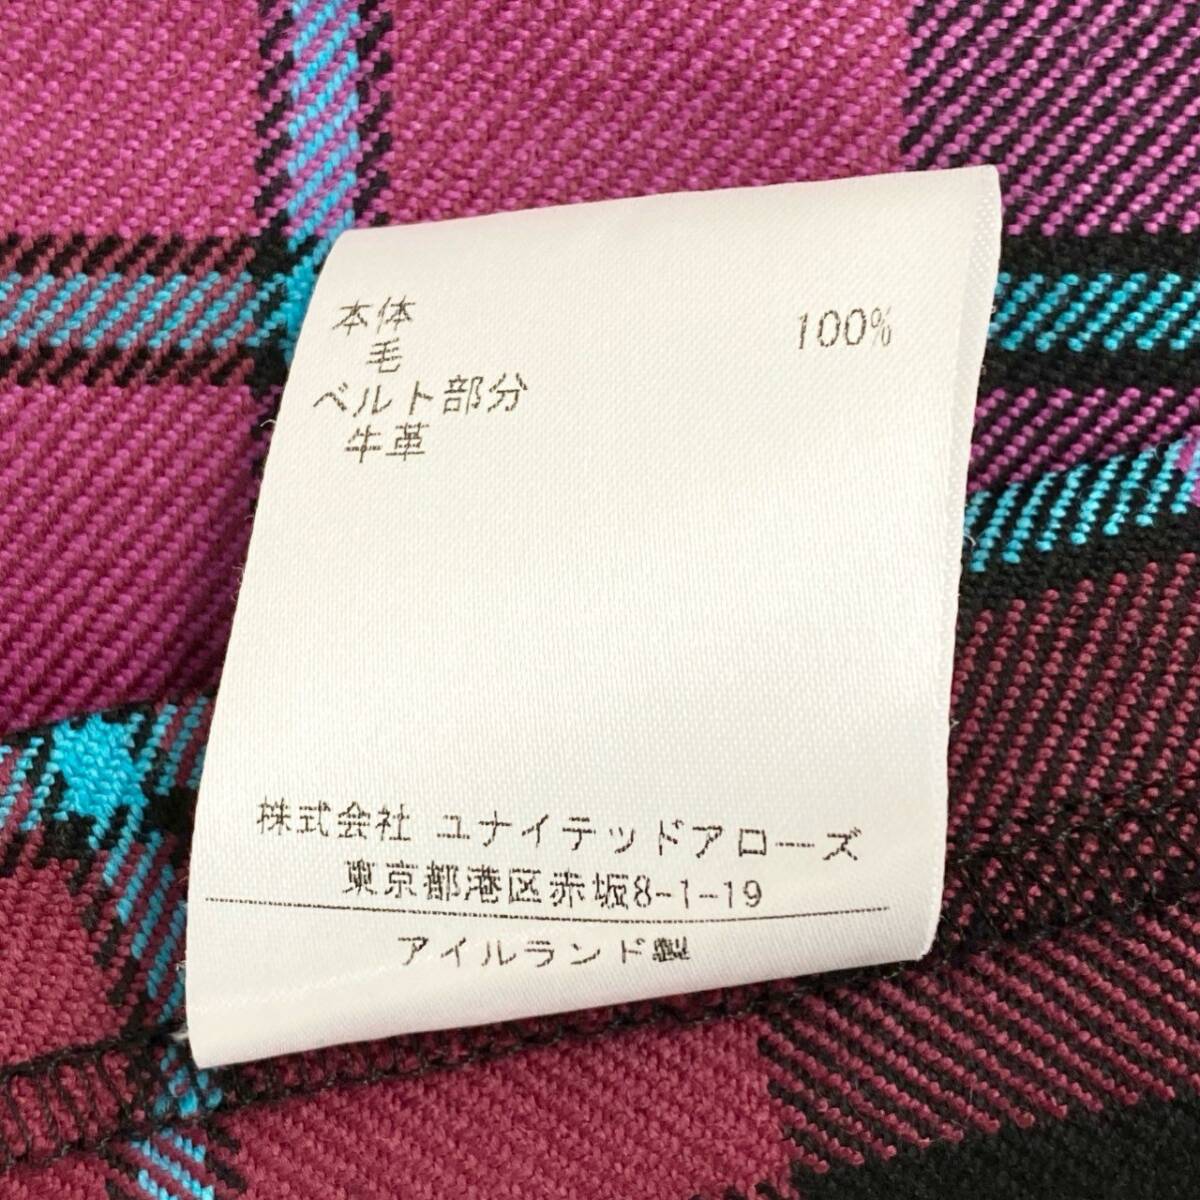 本体
毛 100%
ベルト部分
牛革
株式会社 ユナイテッドアローズ
東京都港区赤坂8-1-19
アイルランド製